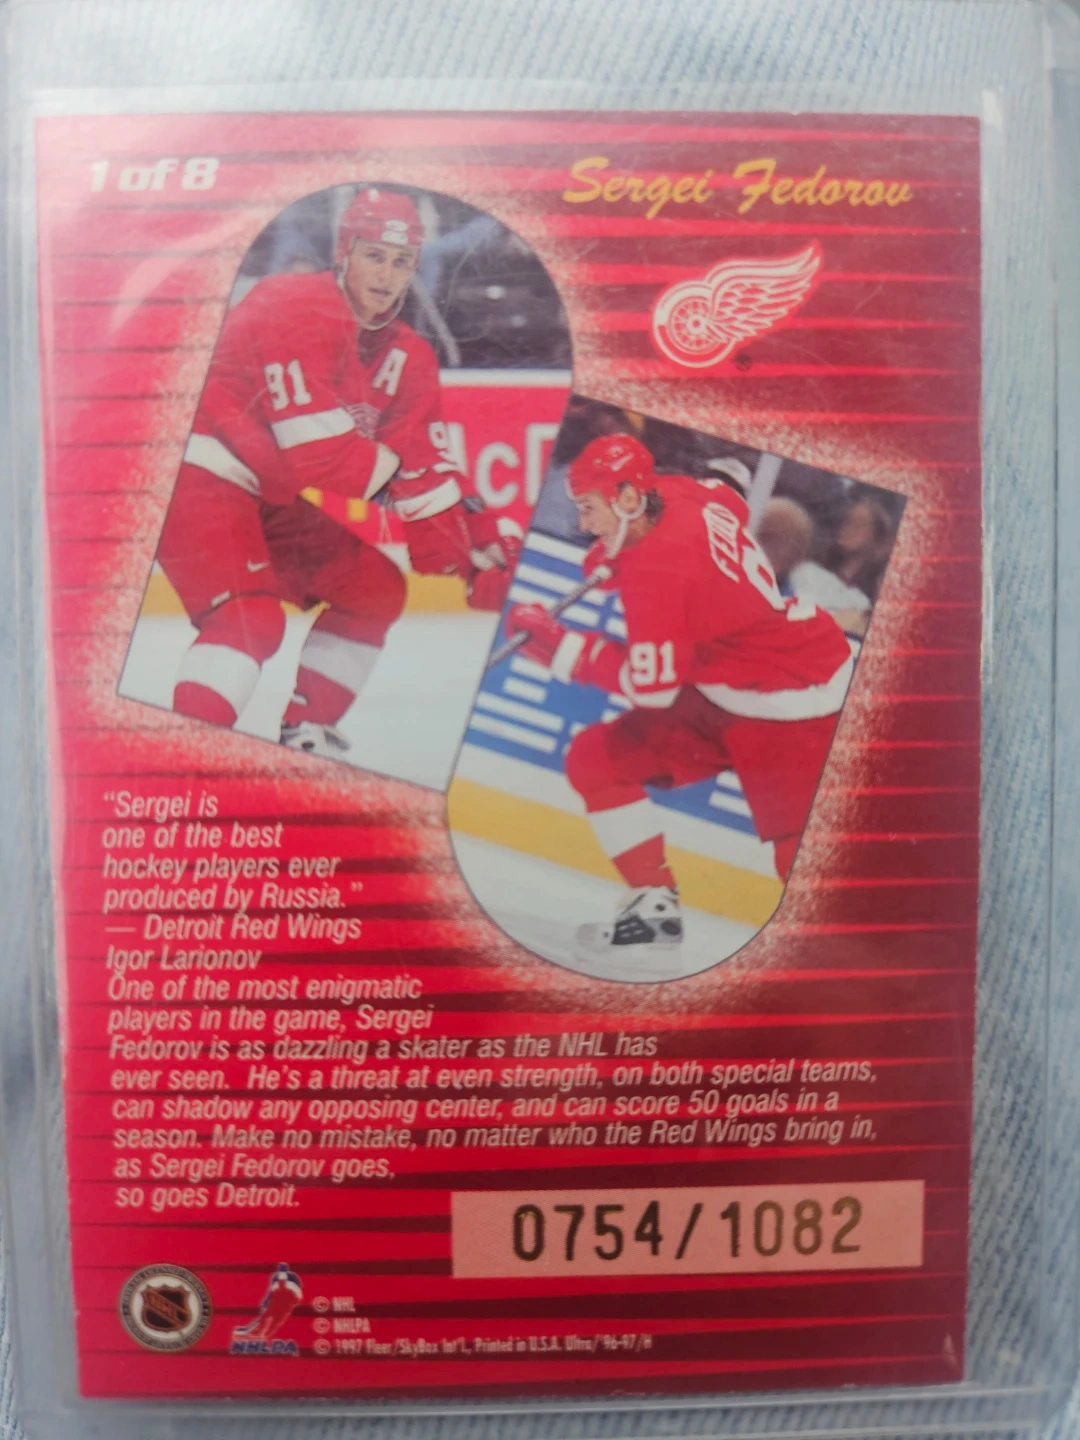 1 of 8
Sergei Fedorov
91
A
9
McD
FEDO
91
"Sergei is
one of the best
hockey players ever
produced by Russia."
— Detroit Red Wings
Igor Larionov
One of the most enigmatic
players in the game, Sergei
Fedorov is as dazzling a skater as the NHL has
ever seen. He's a threat at even strength, on both special teams,
can shadow any opposing center, and can score 50 goals in a
season. Make no mistake, no matter who the Red Wings bring in,
as Sergei Fedorov goes,
so goes Detroit.
0754/1082
NHLPA
© NHL
© NHLPA
© 1997 Fleer/SkyBox Int'l., Printed in U.S.A. Ultra/'96-97/H